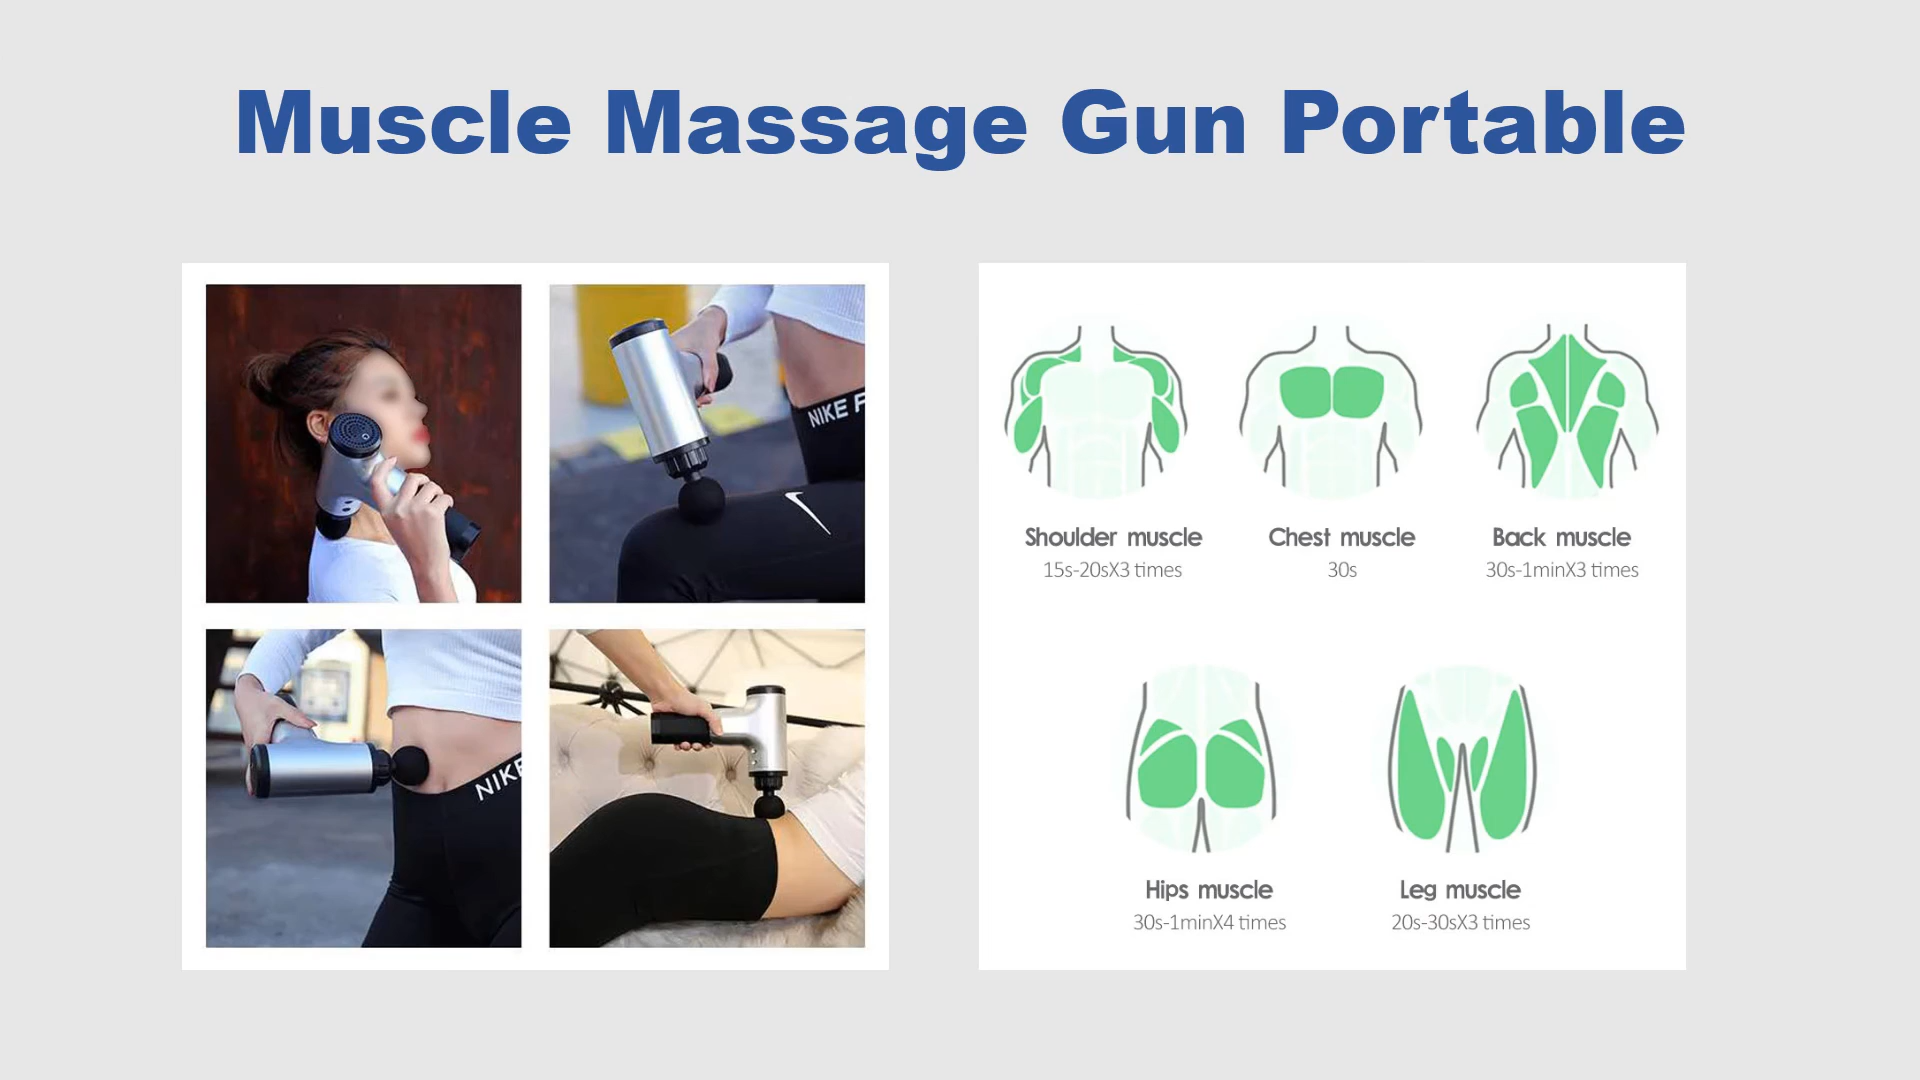 Muscle Massage Gun Portable
NIKE
NIKE
Shoulder muscle
15s-20sX3 times
Chest muscle
30s
Back muscle
30s-1minX3 times
Hips muscle
30s-1minX4 times
Leg muscle
20s-30sX3 times